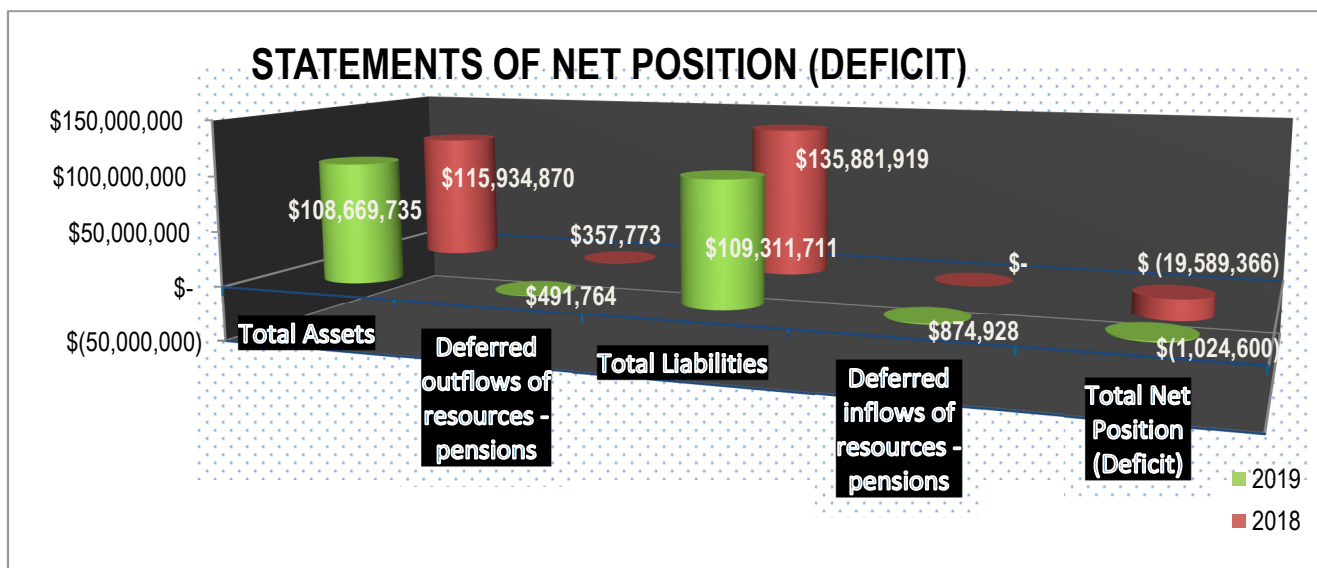 STATEMENTS OF NET POSITION (DEFICIT)
$150,000,000
$100,000,000
$50,000,000
$-
$(50,000,000)
$108,669,735
$115,934,870
$491,764
$357,773
$109,311,711
$135,881,919
$874,928
$-
$(1,024,600)
$ (19,589,366)
Total Assets
Deferred
outflows of
resources -
pensions
Total Liabilities
Deferred
inflows of
resources -
pensions
Total Net
Position
(Deficit)
2019
2018